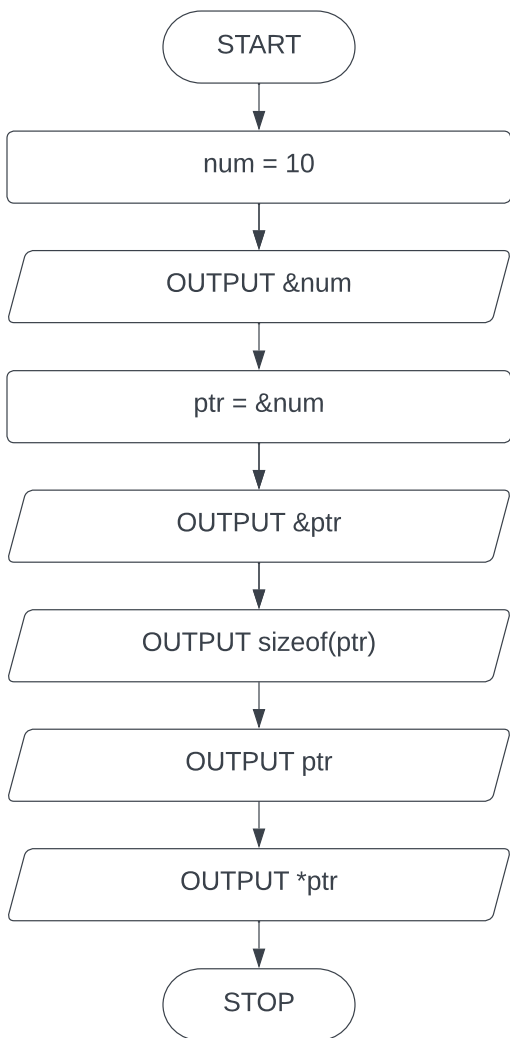 START
num = 10
OUTPUT &num
ptr = &num
OUTPUT &ptr
OUTPUT sizeof(ptr)
OUTPUT ptr
OUTPUT *ptr
STOP